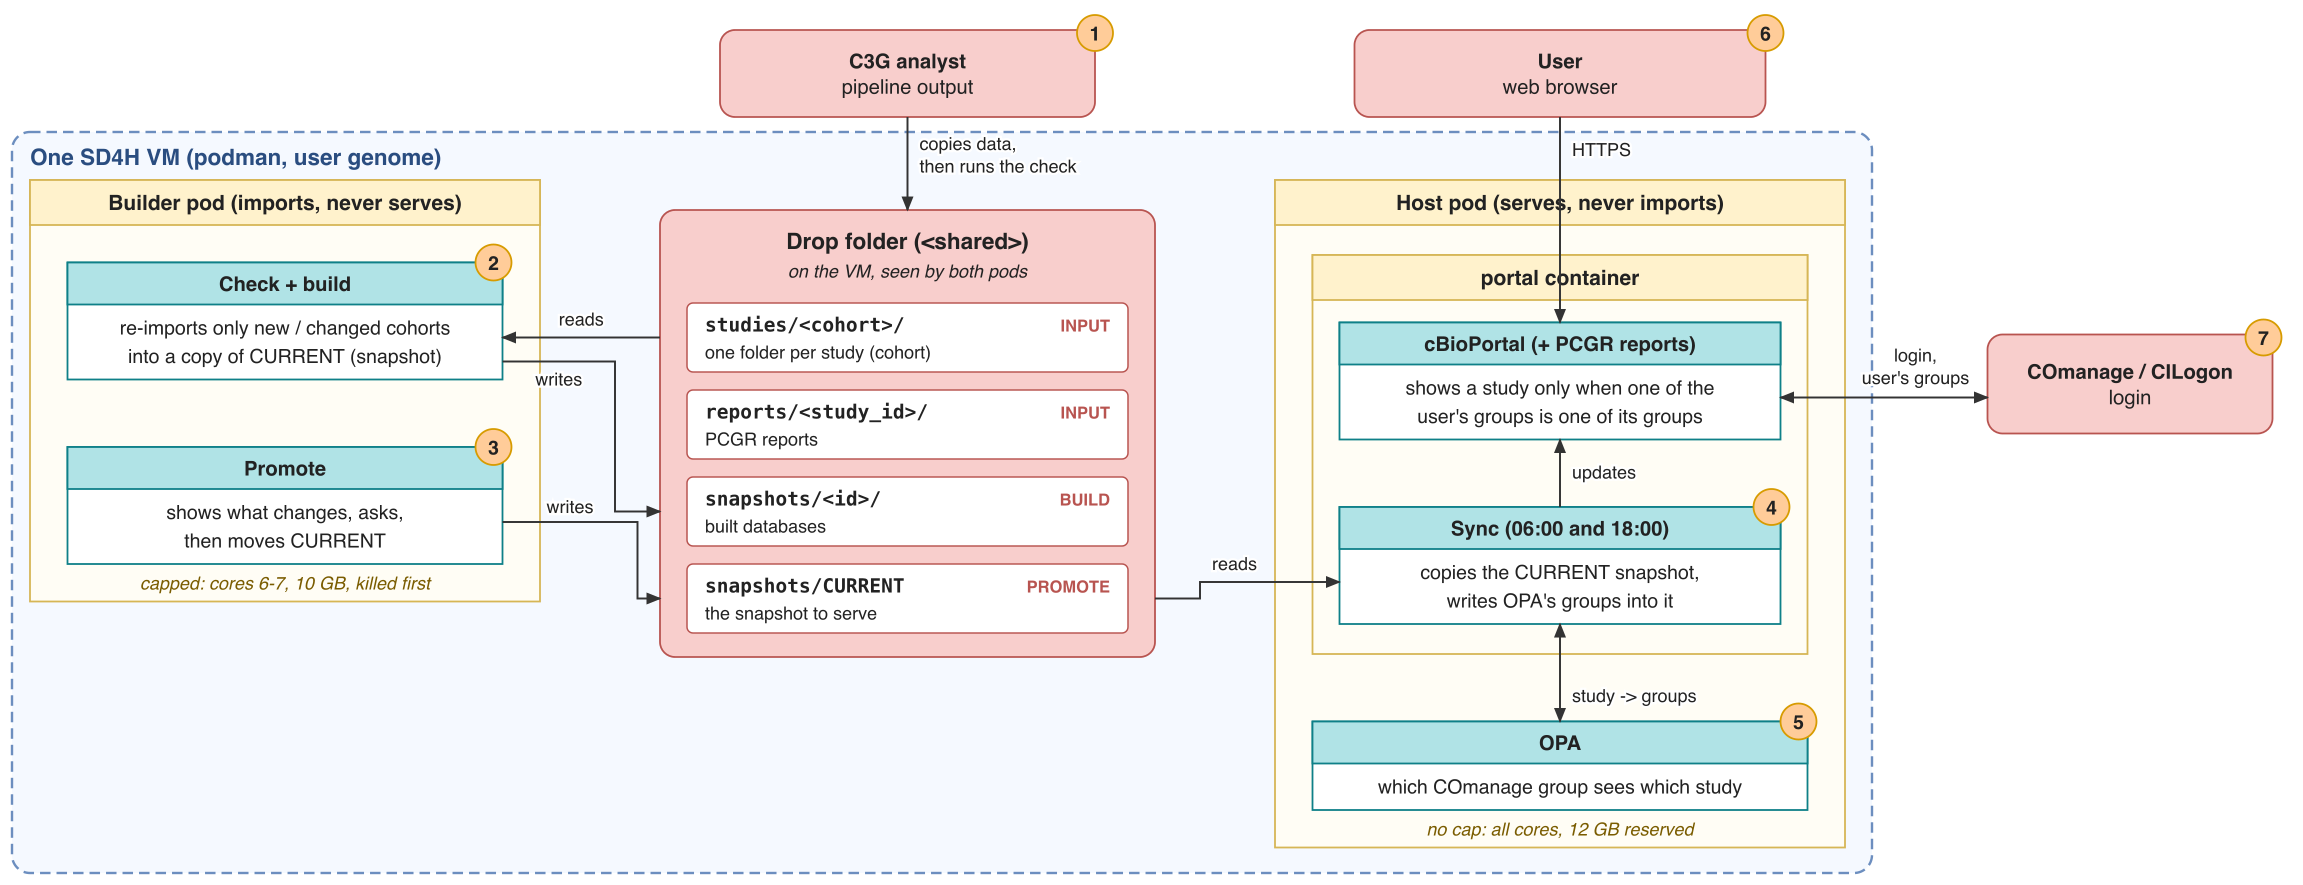 1
C3G analyst
pipeline output
6
User
web browser
One SD4H VM (podman, user genome)
copies data,
then runs the check
HTTPS
Builder pod (imports, never serves)
2
Check + build
re-imports only new / changed cohorts
into a copy of CURRENT (snapshot)
3
Promote
shows what changes, asks,
then moves CURRENT
capped: cores 6-7, 10 GB, killed first
reads
writes
writes
Drop folder (<shared>)
on the VM, seen by both pods
studies/<cohort>/ INPUT
one folder per study (cohort)
reports/<study_id>/ INPUT
PCGR reports
snapshots/<id>/ BUILD
built databases
snapshots/CURRENT PROMOTE
the snapshot to serve
reads
Host pod (serves, never imports)
portal container
cBioPortal (+ PCGR reports)
shows a study only when one of the
user's groups is one of its groups
updates
4
Sync (06:00 and 18:00)
copies the CURRENT snapshot,
writes OPA's groups into it
study -> groups
5
OPA
which COmanage group sees which study
no cap: all cores, 12 GB reserved
login,
user's groups
7
COmanage / CILogon
login